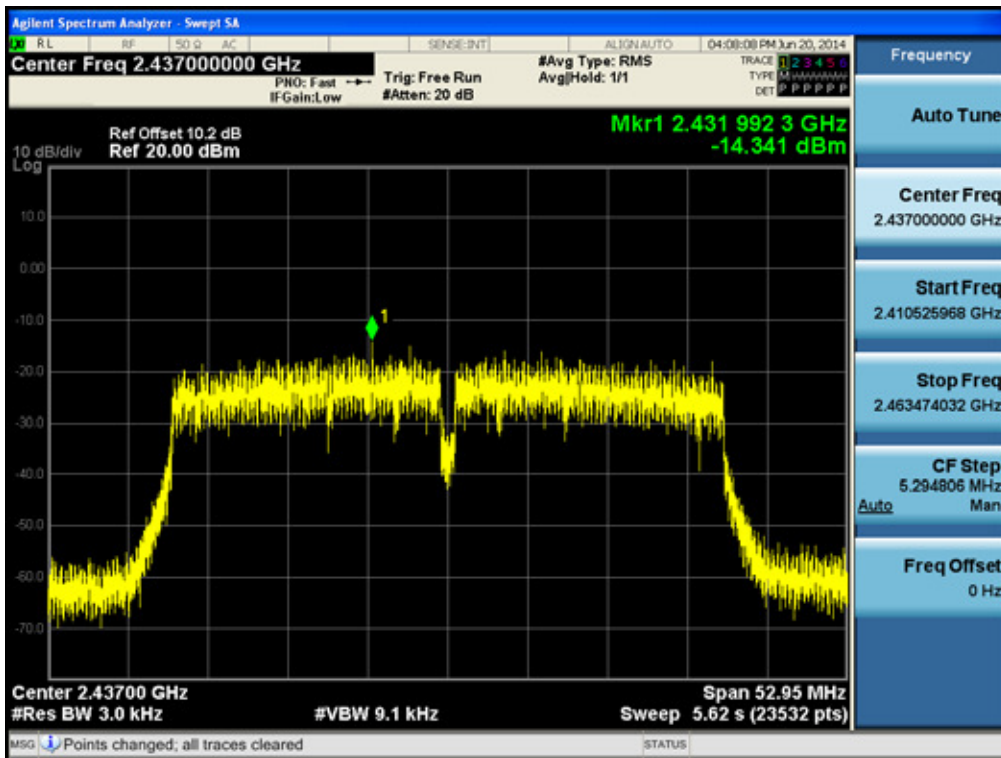 Agilent Spectrum Analyzer - Swept SA
LXI RL RF 50 Ω AC SENSE:INT ALIGN AUTO 04:08:08 PM Jun 20, 2014
Center Freq 2.437000000 GHz
PNO: Fast
IFGain:Low
Trig: Free Run
#Atten: 20 dB
#Avg Type: RMS
Avg|Hold: 1/1
TRACE 1 2 3 4 5 6
TYPE M
DET P P P P P P
Mkr1 2.431 992 3 GHz
-14.341 dBm
Ref Offset 10.2 dB
10 dB/div Ref 20.00 dBm
Log
10.0
0.00
-10.0
1
-20.0
-30.0
-40.0
-50.0
-60.0
-70.0
Center 2.43700 GHz Span 52.95 MHz
#Res BW 3.0 kHz #VBW 9.1 kHz Sweep 5.62 s (23532 pts)
MSG Points changed; all traces cleared STATUS
Frequency
Auto Tune
Center Freq
2.437000000 GHz
Start Freq
2.410525968 GHz
Stop Freq
2.463474032 GHz
CF Step
5.294806 MHz
Auto Man
Freq Offset
0 Hz